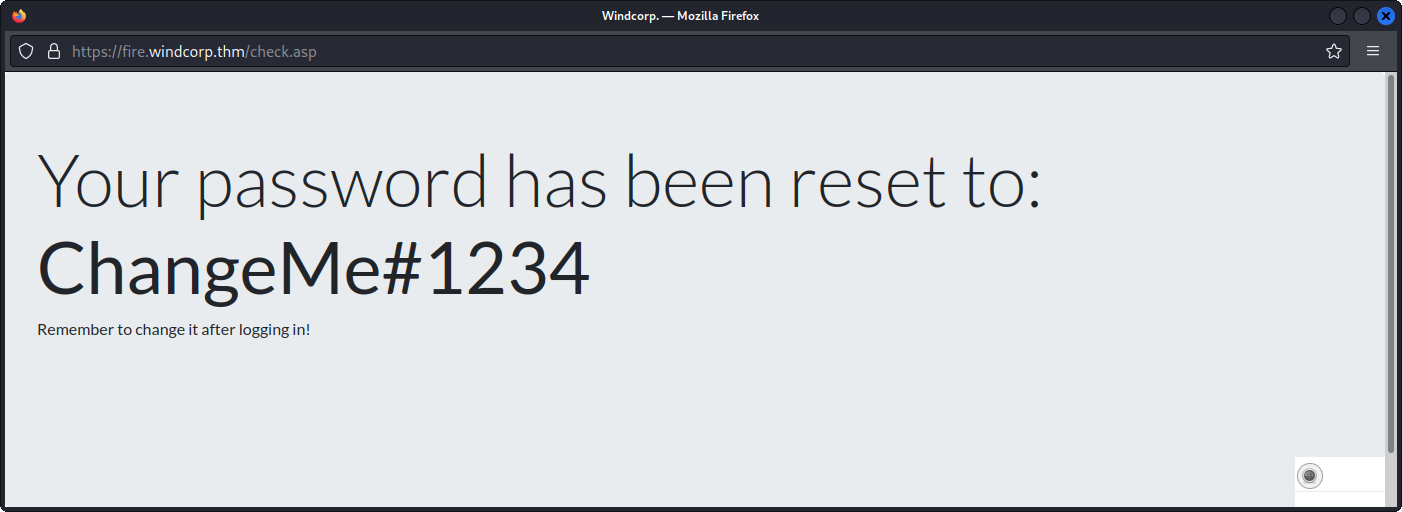 Windcorp. — Mozilla Firefox
https://fire.windcorp.thm/check.asp
Your password has been reset to:
ChangeMe#1234
Remember to change it after logging in!